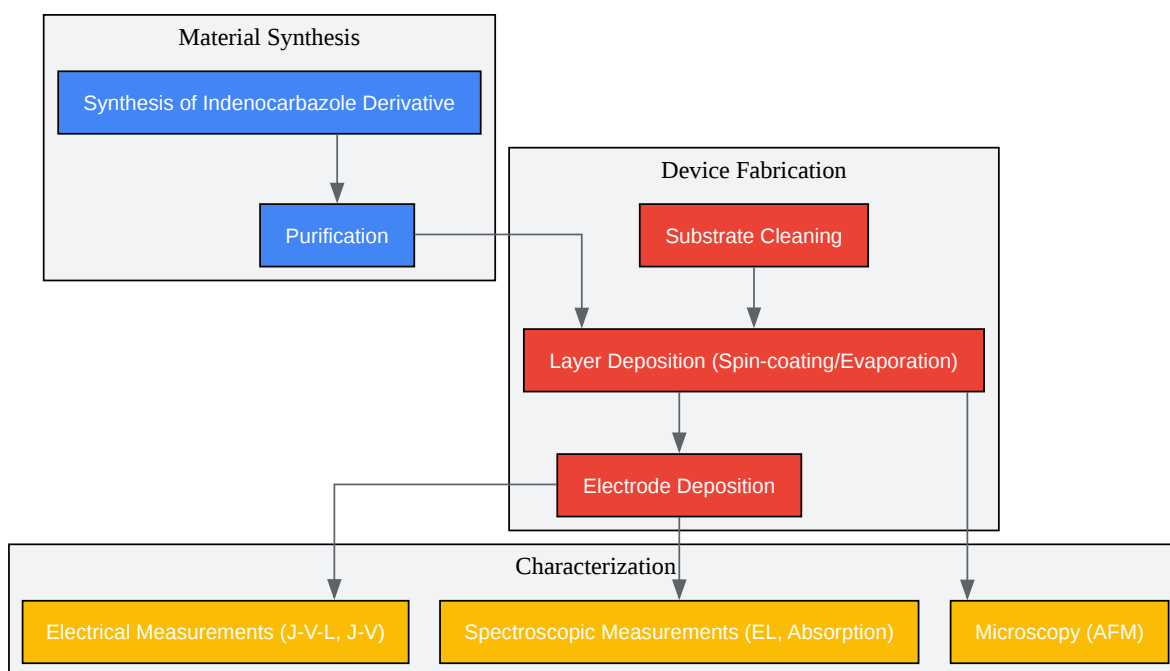 Material Synthesis
Synthesis of Indenocarbazole Derivative
Purification
Device Fabrication
Substrate Cleaning
Layer Deposition (Spin-coating/Evaporation)
Electrode Deposition
Characterization
Electrical Measurements (J-V-L, J-V)
Spectroscopic Measurements (EL, Absorption)
Microscopy (AFM)